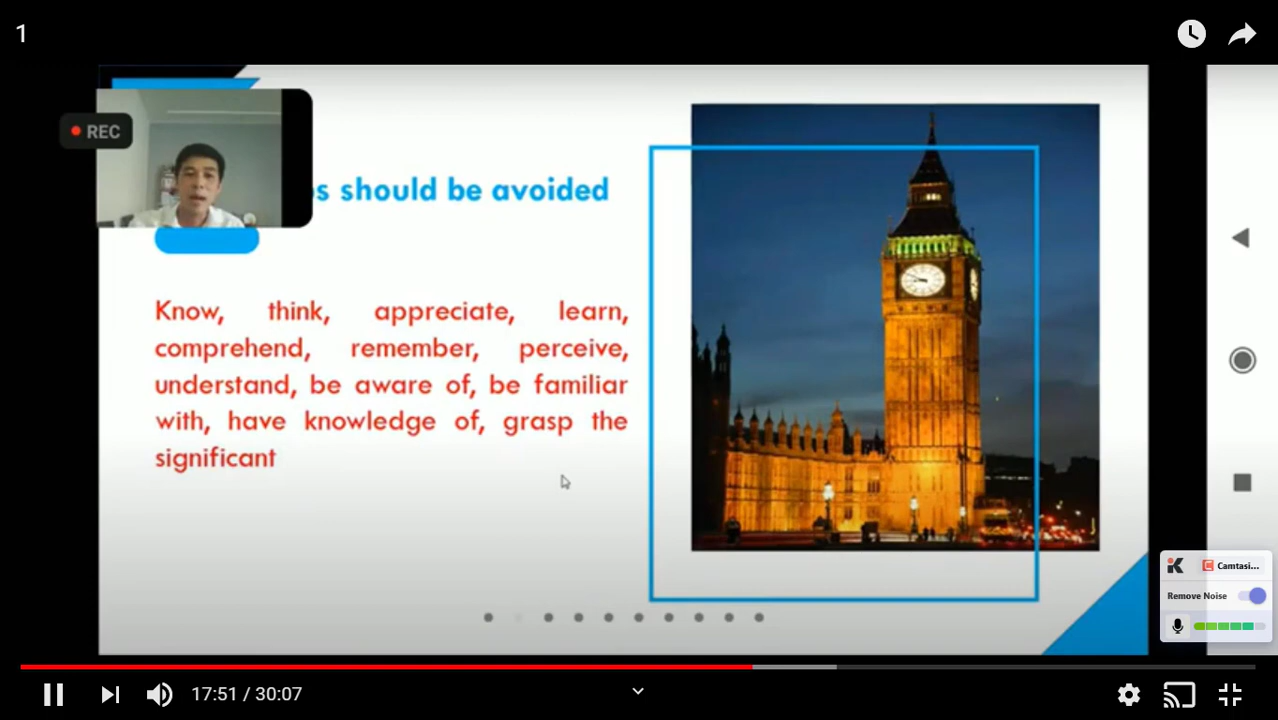 1
REC
s should be avoided
Know, think, appreciate, learn,
comprehend, remember, perceive,
understand, be aware of, be familiar
with, have knowledge of, grasp the
significant
Camtasi...
Remove Noise
17:51 / 30:07